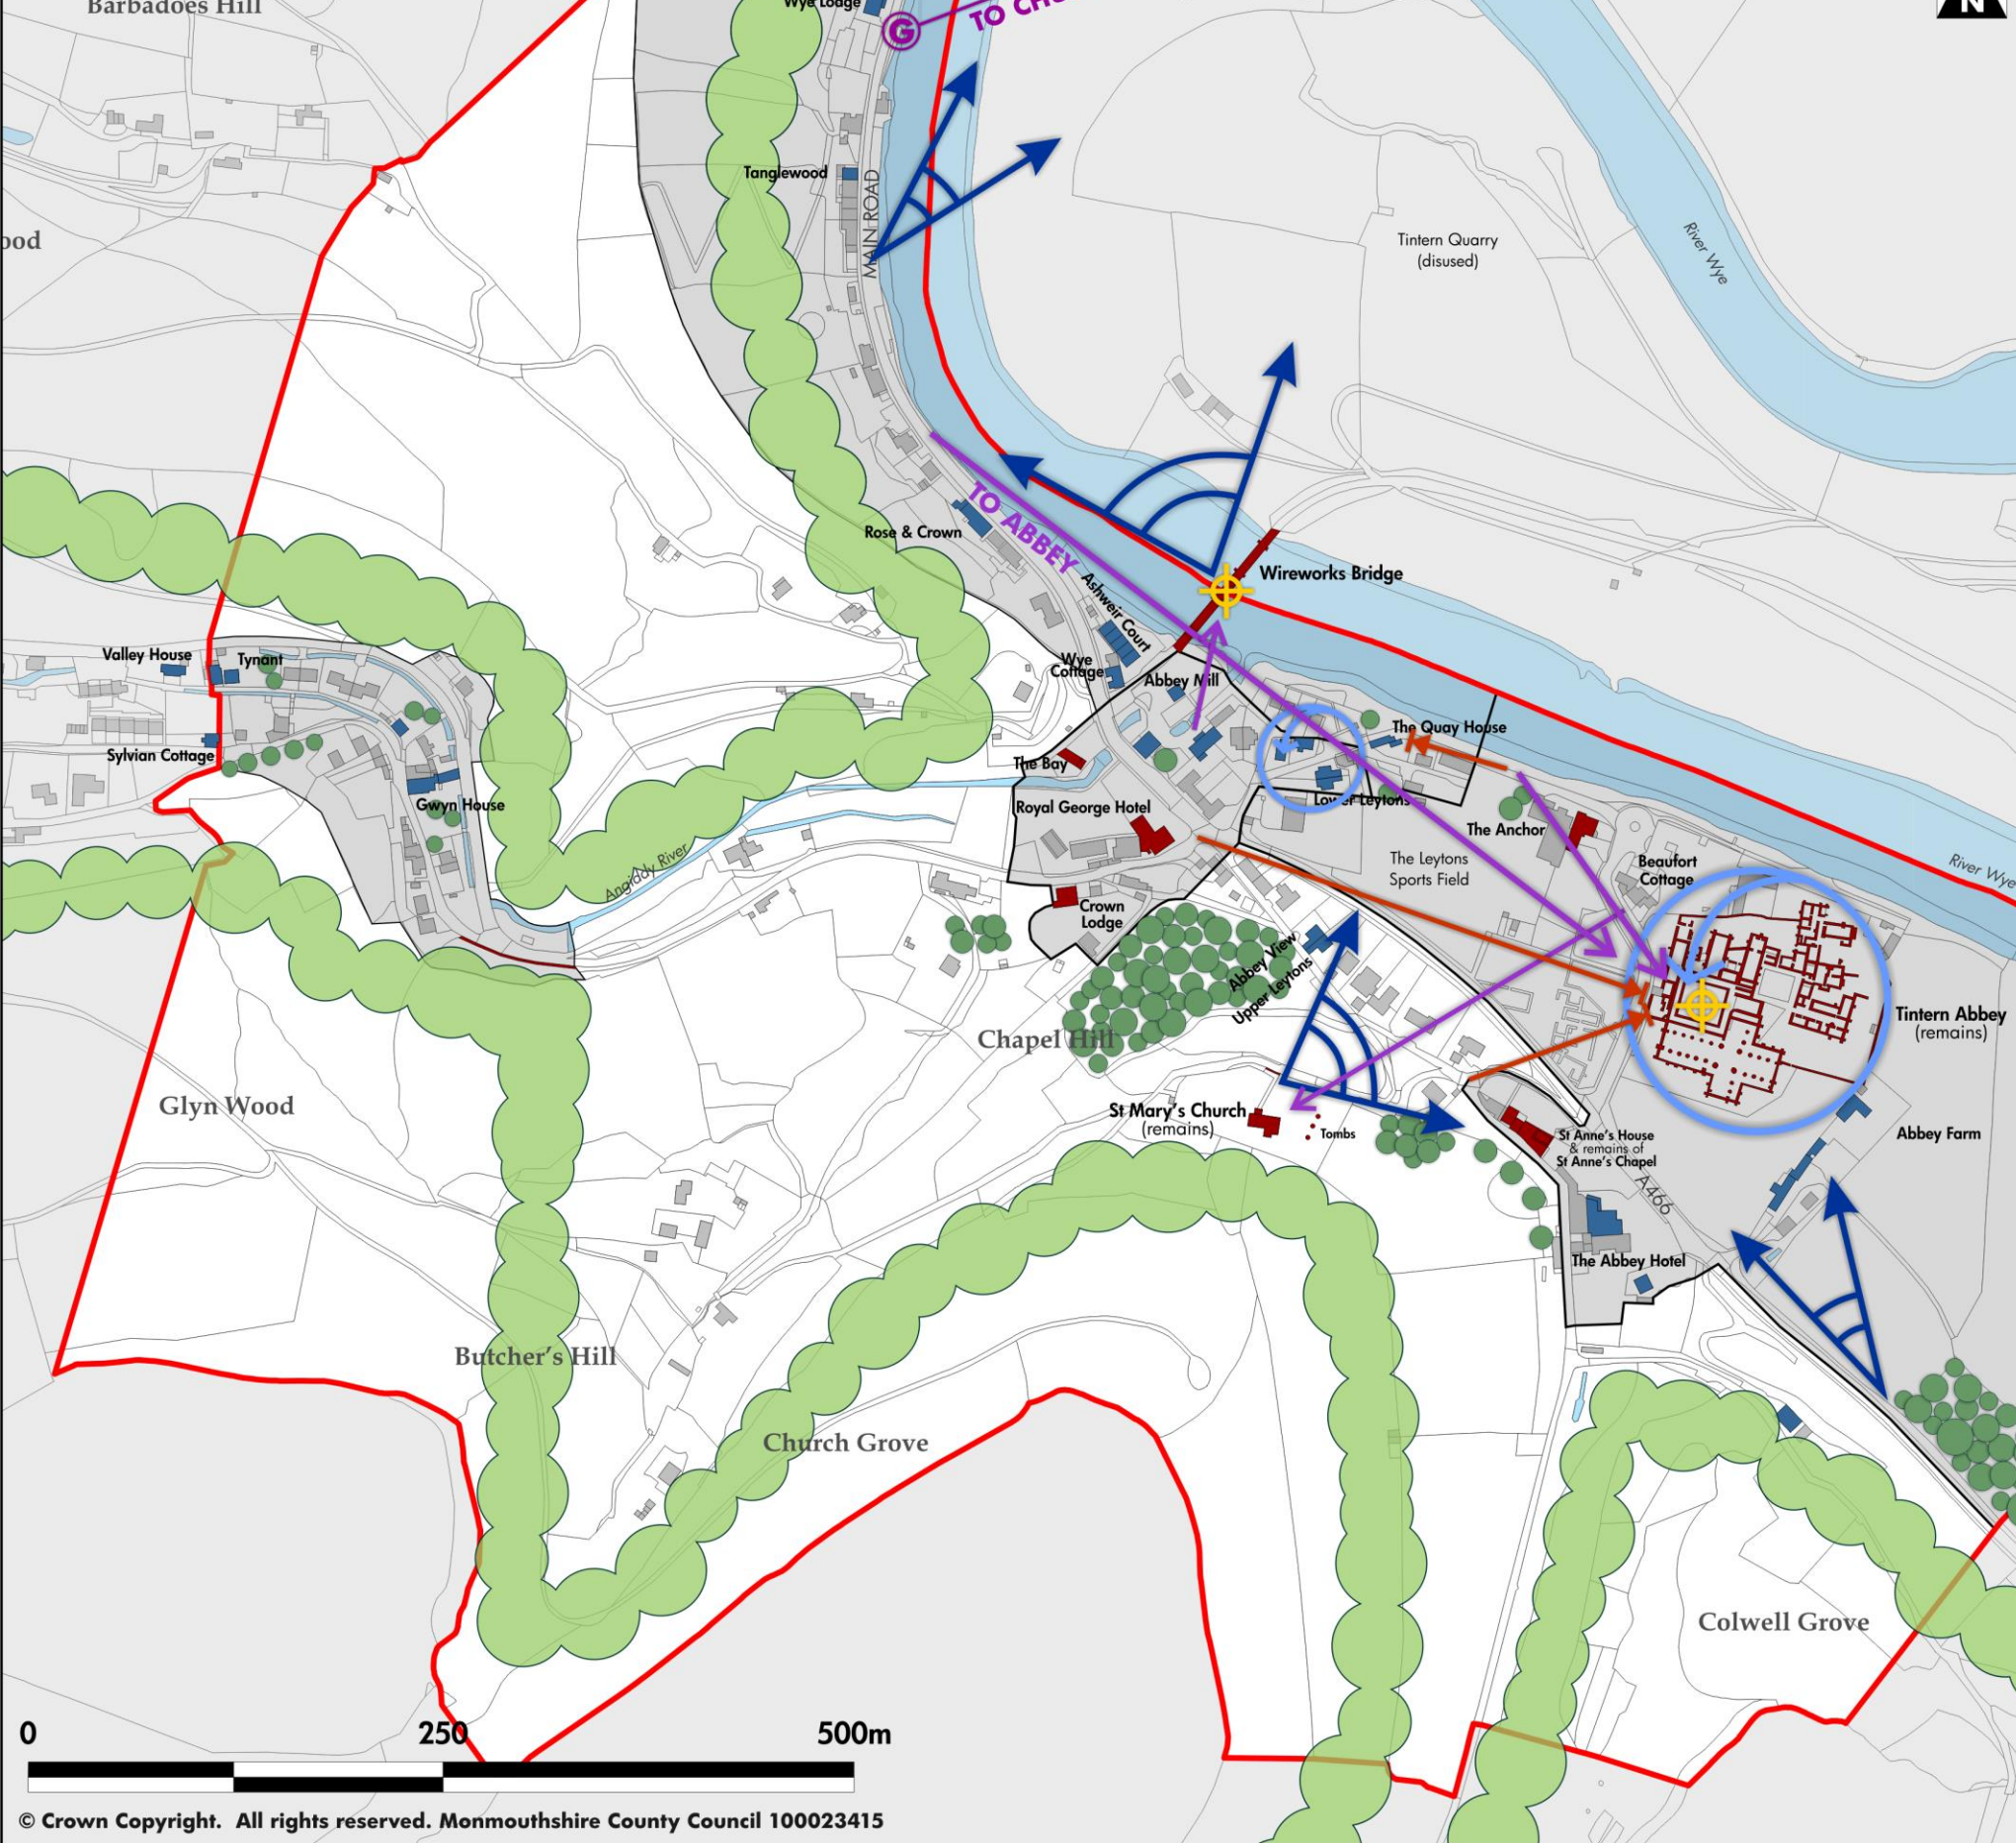 Barbadoes Hill
Wye Lodge
G
TO
N
Tanglewood
MAIN ROAD
Tintern Quarry
(disused)
River Wye
Rose & Crown
TO ABBEY
Ashweir Court
Wireworks Bridge
Valley House
Tynant
Wye
Cottage
Abbey Mill
The Quay House
Sylvian Cottage
The Bay
Gwyn House
Royal George Hotel
Lower Leytons
The Anchor
Angiddy River
The Leytons
Sports Field
Beaufort
Cottage
River Wye
Crown
Lodge
Abbey View
Upper Leytons
Tintern Abbey
(remains)
Chapel Hill
Glyn Wood
St Mary's Church
(remains)
Tombs
St Anne's House
& remains of
St Anne's Chapel
Abbey Farm
A466
The Abbey Hotel
Butcher's Hill
Church Grove
Colwell Grove
0 250 500m
© Crown Copyright. All rights reserved. Monmouthshire County Council 100023415